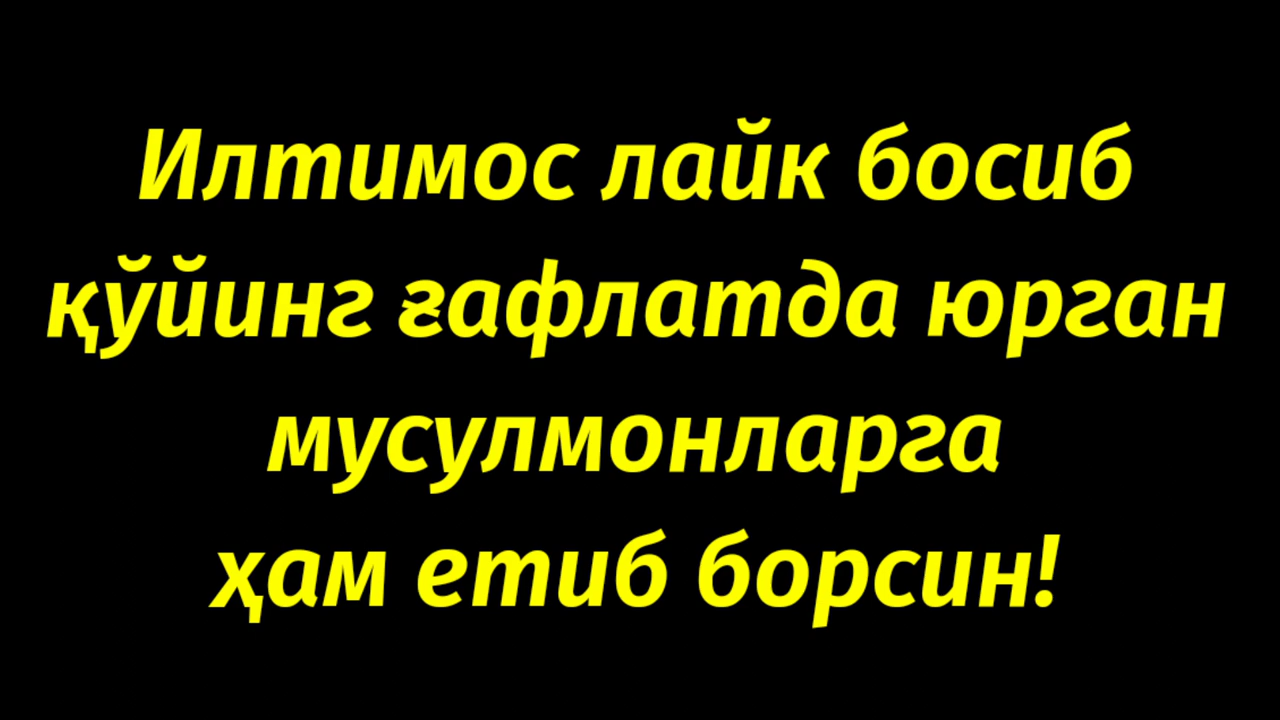 Илтимос лайк босиб
қўйинг ғафлатда юрган
мусулмонларга
ҳам етиб борсин!